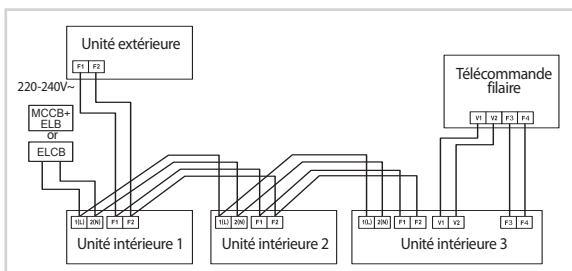 Unité extérieure
F1 F2
220-240V~
MCCB+
ELB
or
ELCB
Télécommande
filaire
V1 V2 F3 F4
1(L) 2(N) F1 F2
Unité intérieure 1
1(L) 2(N) F1 F2
Unité intérieure 2
1(L) 2(N) F1 F2 V1 V2 F3 F4
Unité intérieure 3